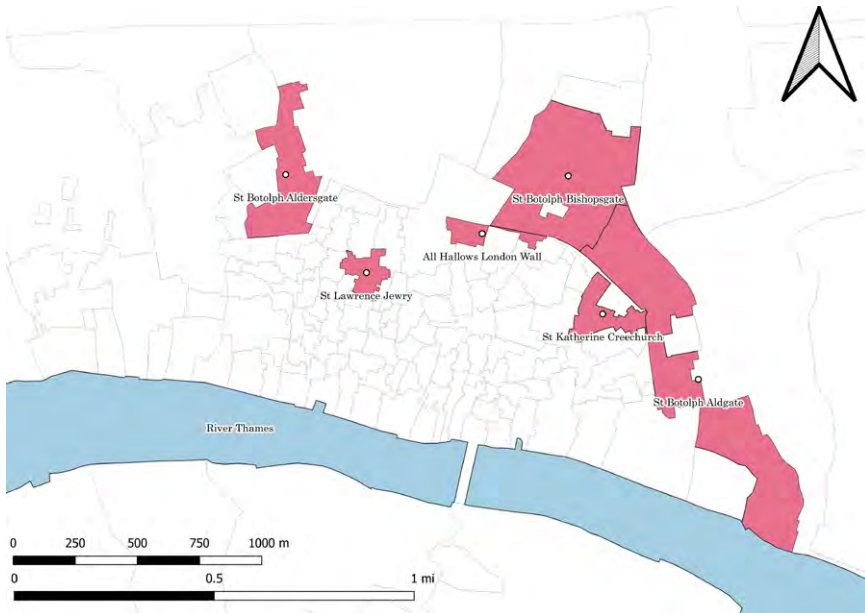 St Botolph Aldersgate
St Botolph Bishopsgate
All Hallows London Wall
St Lawrence Jewry
St Katherine Creechurch
St Botolph Aldgate
River Thames
0 250 500 750 1000 m
0 0.5 1 mi